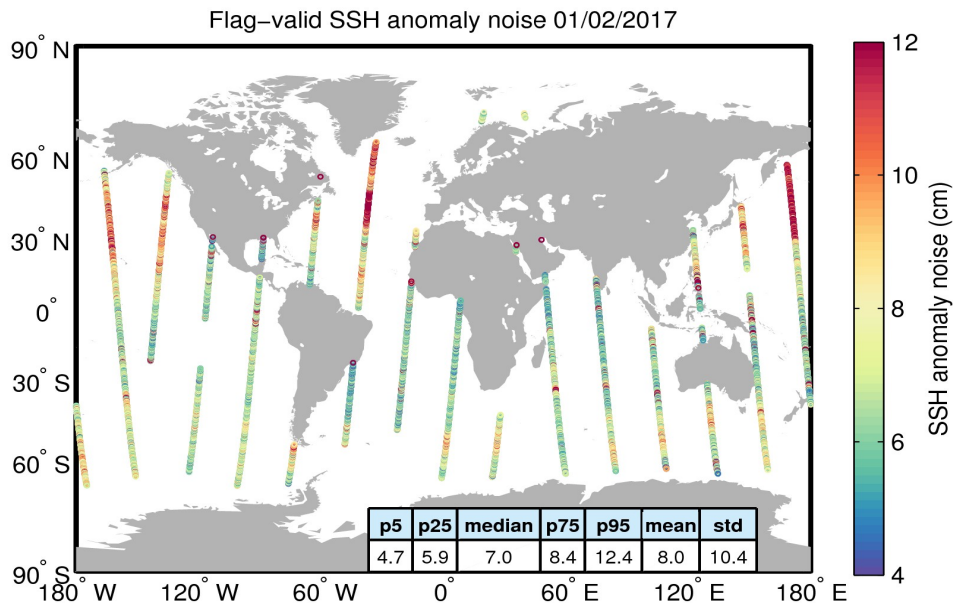 Flag−valid SSH anomaly noise 01/02/2017
90° N
60° N
30° N
0°
30° S
60° S
90° S
180° W
120° W
60° W
0°
60° E
120° E
180° E
p5 p25 median p75 p95 mean std
4.7 5.9 7.0 8.4 12.4 8.0 10.4
12
10
8
6
4
SSH anomaly noise (cm)